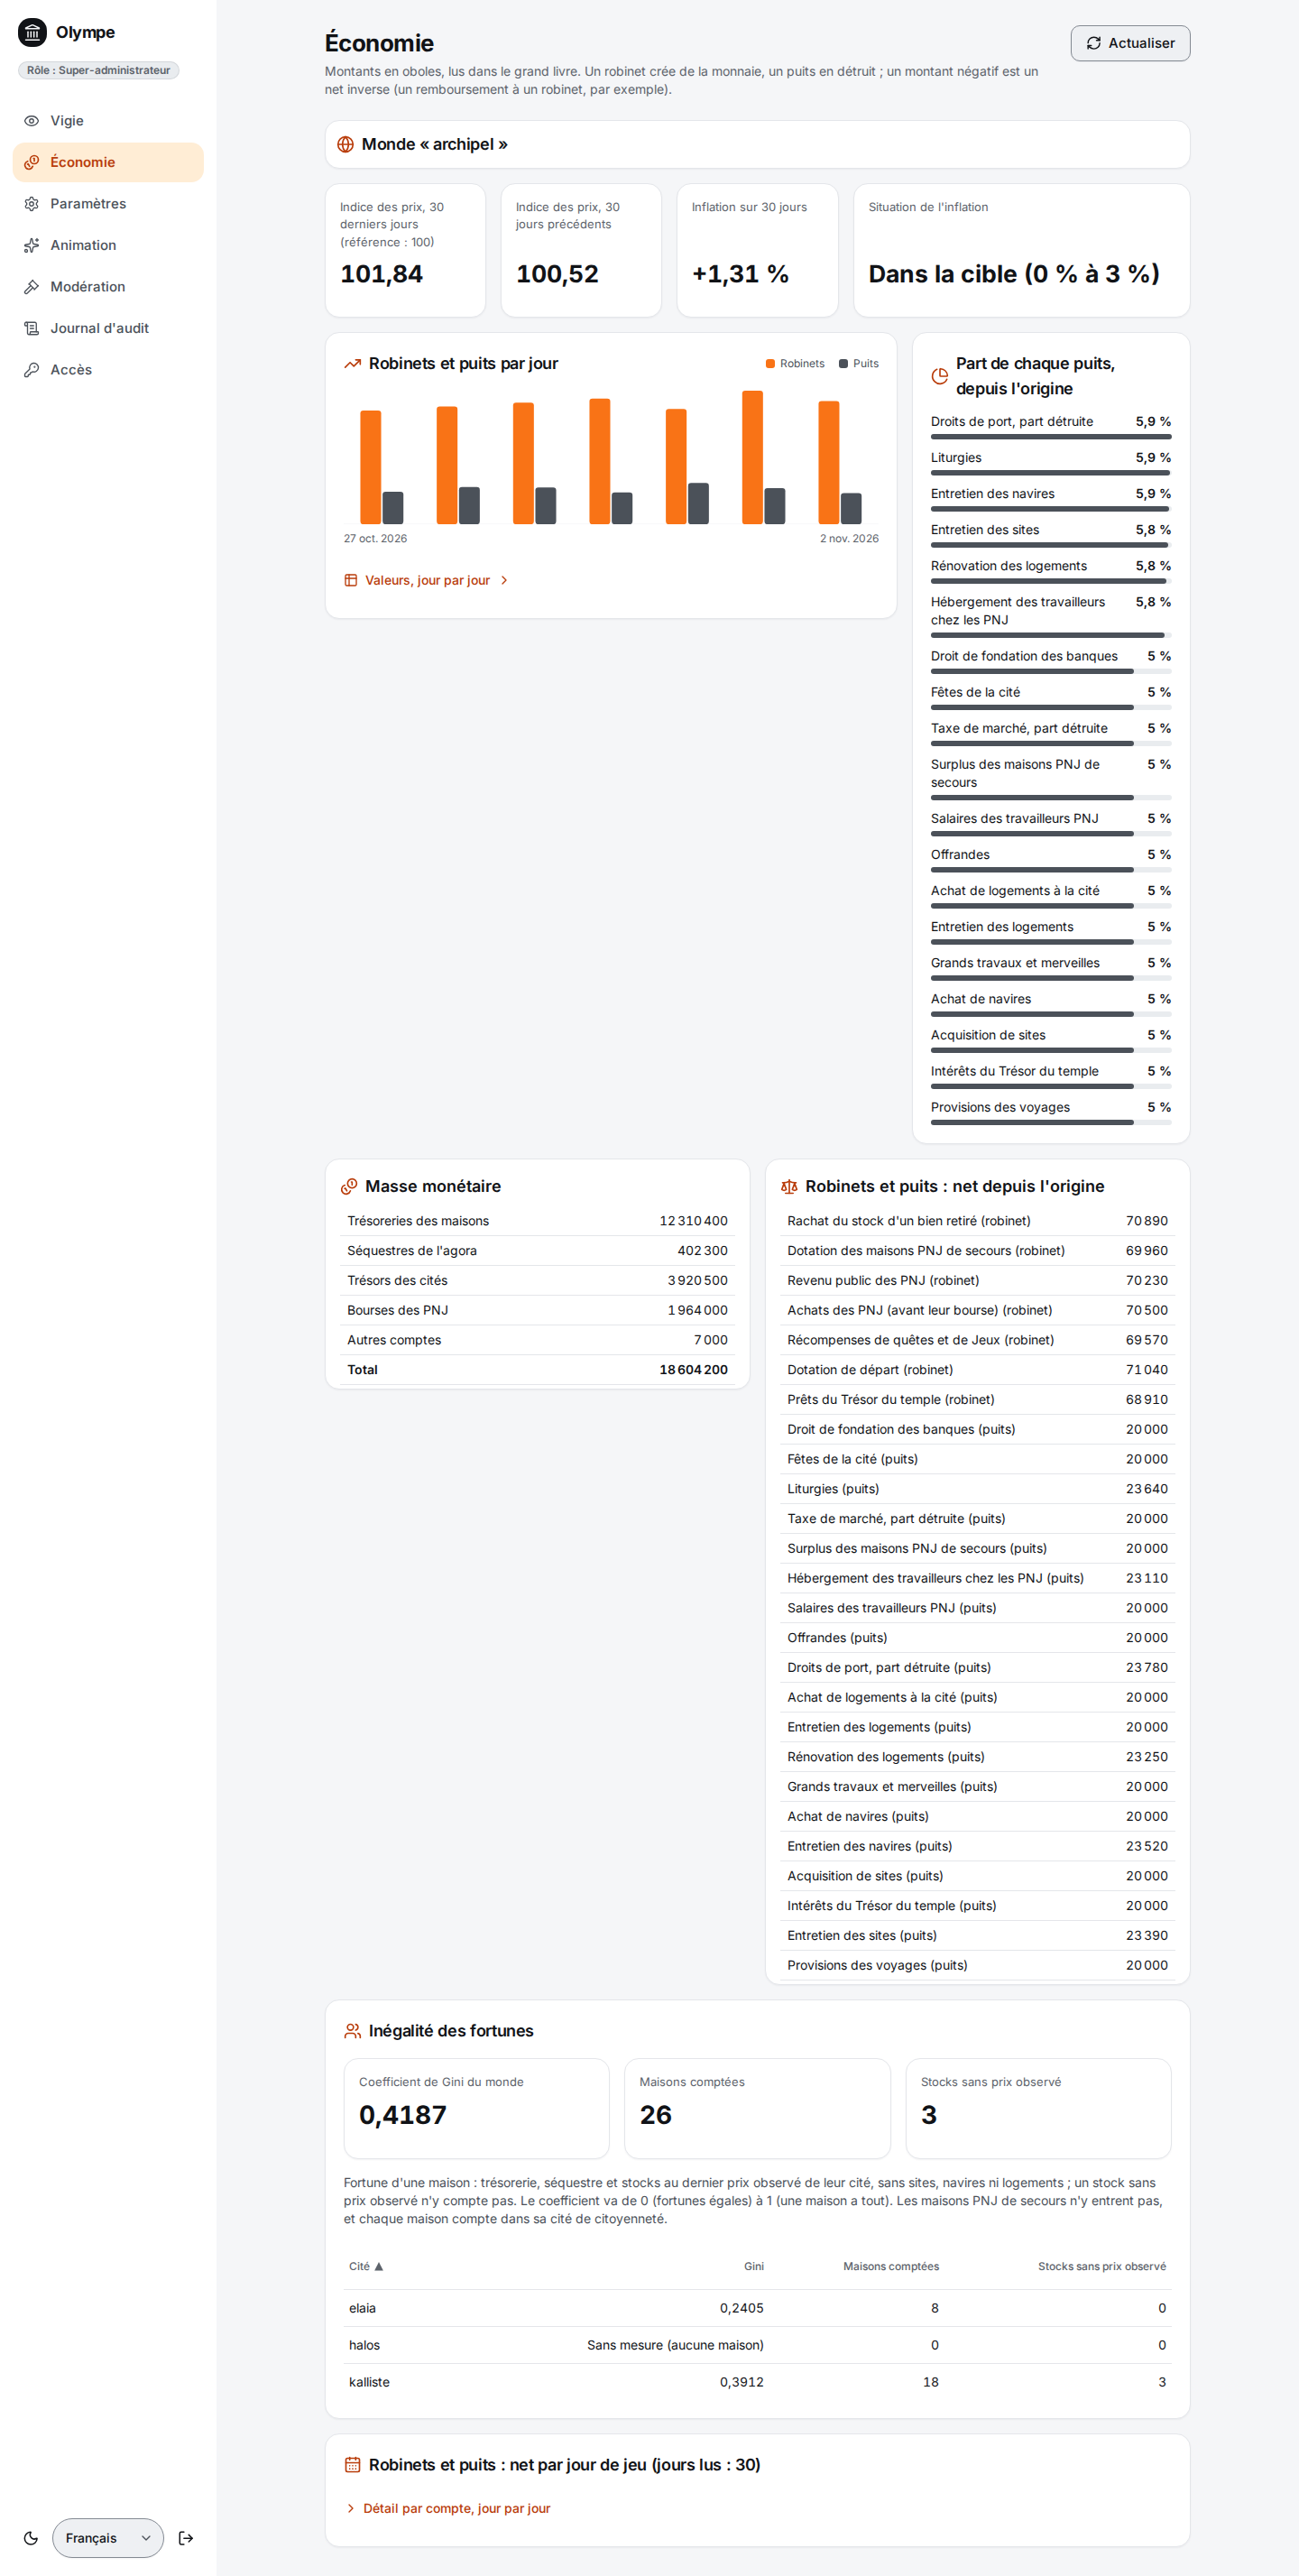 Olympe
Rôle : Super-administrateur
Vigie
Économie
Paramètres
Animation
Modération
Journal d'audit
Accès
Français
Économie
Actualiser
Montants en oboles, lus dans le grand livre. Un robinet crée de la monnaie, un puits en détruit ; un montant négatif est un
net inverse (un remboursement à un robinet, par exemple).
Monde « archipel »
Indice des prix, 30
derniers jours
(référence : 100)
101,84
Indice des prix, 30
jours précédents
100,52
Inflation sur 30 jours
+1,31 %
Situation de l'inflation
Dans la cible (0 % à 3 %)
Robinets et puits par jour
Robinets
Puits
27 oct. 2026
2 nov. 2026
Valeurs, jour par jour
Part de chaque puits,
depuis l'origine
Droits de port, part détruite 5,9 %
Liturgies 5,9 %
Entretien des navires 5,9 %
Entretien des sites 5,8 %
Rénovation des logements 5,8 %
Hébergement des travailleurs 5,8 %
chez les PNJ
Droit de fondation des banques 5 %
Fêtes de la cité 5 %
Taxe de marché, part détruite 5 %
Surplus des maisons PNJ de 5 %
secours
Salaires des travailleurs PNJ 5 %
Offrandes 5 %
Achat de logements à la cité 5 %
Entretien des logements 5 %
Grands travaux et merveilles 5 %
Achat de navires 5 %
Acquisition de sites 5 %
Intérêts du Trésor du temple 5 %
Provisions des voyages 5 %
Masse monétaire
Trésoreries des maisons 12 310 400
Séquestres de l'agora 402 300
Trésors des cités 3 920 500
Bourses des PNJ 1 964 000
Autres comptes 7 000
Total 18 604 200
Robinets et puits : net depuis l'origine
Rachat du stock d'un bien retiré (robinet) 70 890
Dotation des maisons PNJ de secours (robinet) 69 960
Revenu public des PNJ (robinet) 70 230
Achats des PNJ (avant leur bourse) (robinet) 70 500
Récompenses de quêtes et de Jeux (robinet) 69 570
Dotation de départ (robinet) 71 040
Prêts du Trésor du temple (robinet) 68 910
Droit de fondation des banques (puits) 20 000
Fêtes de la cité (puits) 20 000
Liturgies (puits) 23 640
Taxe de marché, part détruite (puits) 20 000
Surplus des maisons PNJ de secours (puits) 20 000
Hébergement des travailleurs chez les PNJ (puits) 23 110
Salaires des travailleurs PNJ (puits) 20 000
Offrandes (puits) 20 000
Droits de port, part détruite (puits) 23 780
Achat de logements à la cité (puits) 20 000
Entretien des logements (puits) 20 000
Rénovation des logements (puits) 23 250
Grands travaux et merveilles (puits) 20 000
Achat de navires (puits) 20 000
Entretien des navires (puits) 23 520
Acquisition de sites (puits) 20 000
Intérêts du Trésor du temple (puits) 20 000
Entretien des sites (puits) 23 390
Provisions des voyages (puits) 20 000
Inégalité des fortunes
Coefficient de Gini du monde
0,4187
Maisons comptées
26
Stocks sans prix observé
3
Fortune d'une maison : trésorerie, séquestre et stocks au dernier prix observé de leur cité, sans sites, navires ni logements ; un stock sans
prix observé n'y compte pas. Le coefficient va de 0 (fortunes égales) à 1 (une maison a tout). Les maisons PNJ de secours n'y entrent pas,
et chaque maison compte dans sa cité de citoyenneté.
Cité ▲ Gini Maisons comptées Stocks sans prix observé
elaia 0,2405 8 0
halos Sans mesure (aucune maison) 0 0
kalliste 0,3912 18 3
Robinets et puits : net par jour de jeu (jours lus : 30)
Détail par compte, jour par jour